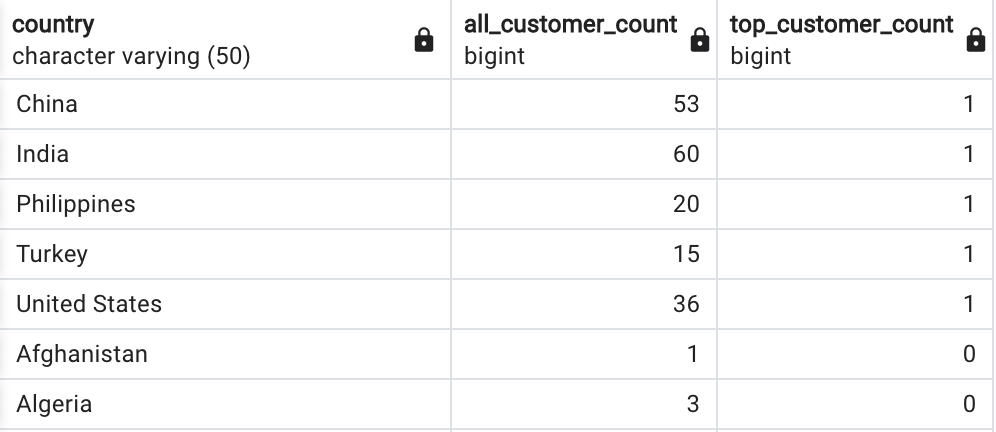 country all_customer_count top_customer_count
character varying (50) bigint bigint
China 53 1
India 60 1
Philippines 20 1
Turkey 15 1
United States 36 1
Afghanistan 1 0
Algeria 3 0